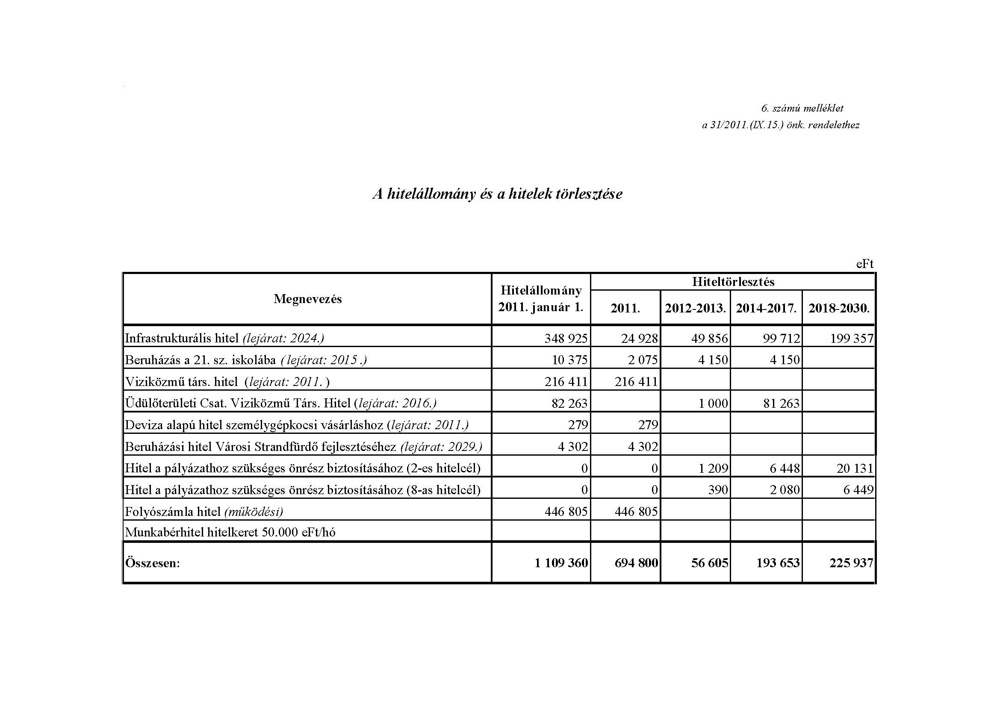 6. számú melléklet
a 31/2011.(IX.15.) önk. rendelethez
A hitelállomány és a hitelek törlesztése
eFt
Megnevezés Hitelállomány 2011. január 1. Hiteltörlesztés
2011. 2012-2013. 2014-2017. 2018-2030.
Infrastrukturális hitel (lejárat: 2024.) 348 925 24 928 49 856 99 712 199 357
Beruházás a 21. sz. iskolába (lejárat: 2015.) 10 375 2 075 4 150 4 150
Viziközmű társ. hitel (lejárat: 2011. ) 216 411 216 411
Üdülőterületi Csat. Viziközmű Társ. Hitel (lejárat: 2016.) 82 263 1 000 81 263
Deviza alapú hitel személygépkocsi vásárláshoz (lejárat: 2011.) 279 279
Beruházási hitel Városi Strandfürdő fejlesztéséhez (lejárat: 2029.) 4 302 4 302
Hitel a pályázathoz szükséges önrész biztosításához (2-es hitelcél) 0 0 1 209 6 448 20 131
Hitel a pályázathoz szükséges önrész biztosításához (8-as hitelcél) 0 0 390 2 080 6 449
Folyószámla hitel (működési) 446 805 446 805
Munkabérhitel hitelkeret 50.000 eFt/hó
Összesen: 1 109 360 694 800 56 605 193 653 225 937